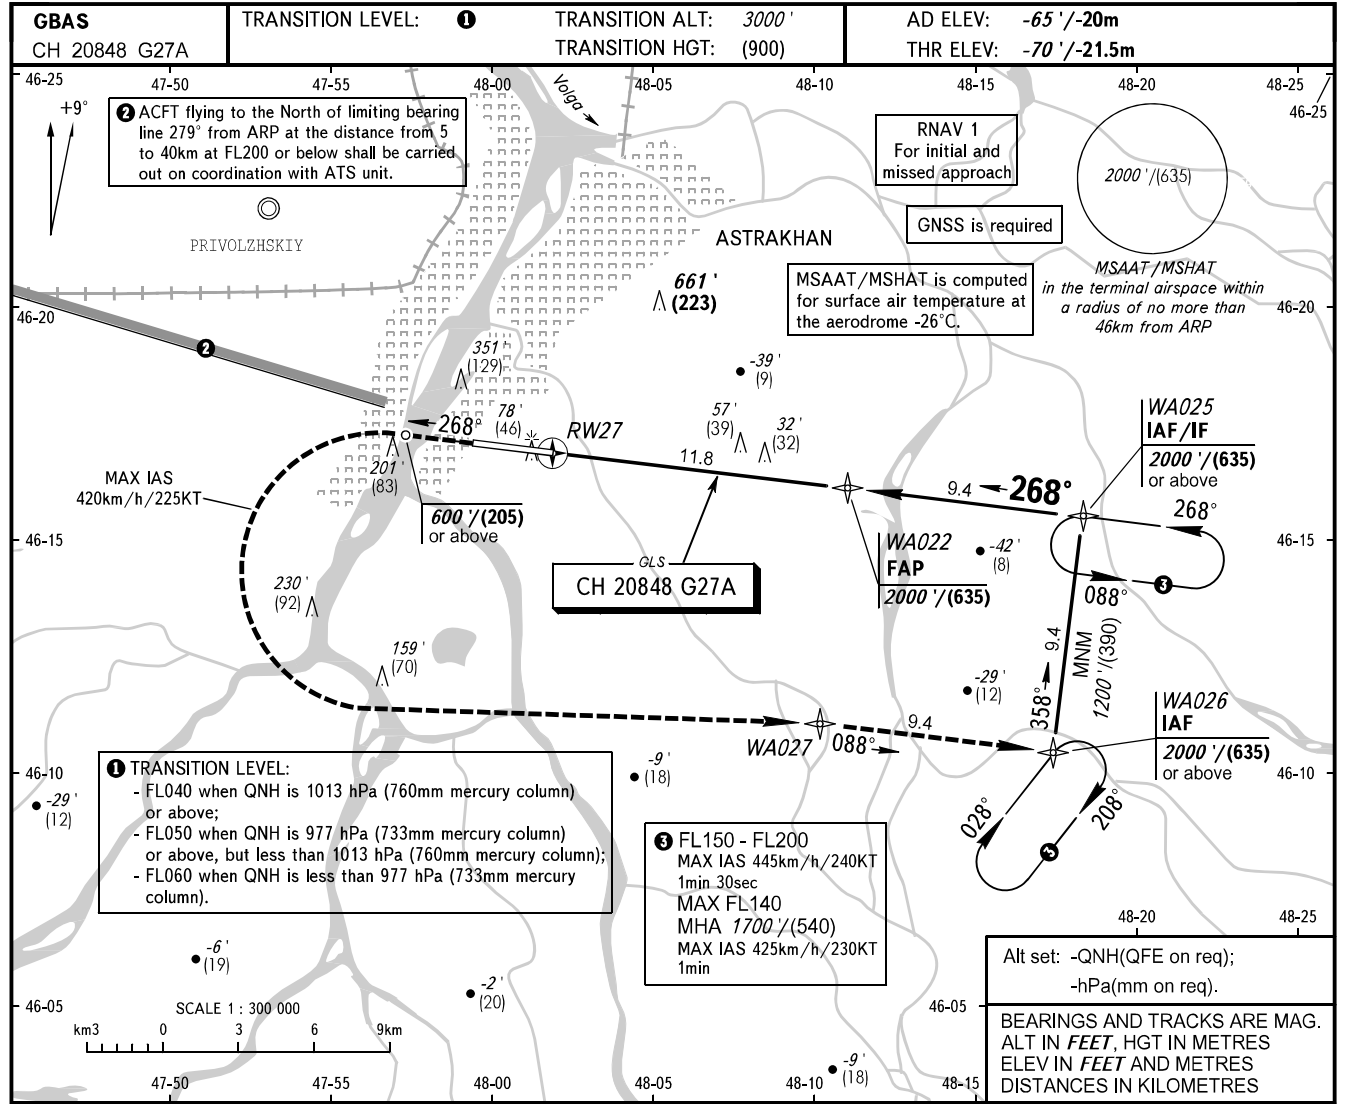 GBAS
CH 20848 G27A
TRANSITION LEVEL: ❶
TRANSITION ALT: 3000 '
TRANSITION HGT: (900)
AD ELEV: -65 '/-20m
THR ELEV: -70 '/-21.5m
46-25
47-50
47-55
48-00
48-05
48-10
48-15
48-20
48-25
46-25
+9°
❷ ACFT flying to the North of limiting bearing
line 279° from ARP at the distance from 5
to 40km at FL200 or below shall be carried
out on coordination with ATS unit.
Volga
PRIVOLZHSKIY
ASTRAKHAN
661 '
(223)
RNAV 1
For initial and
missed approach
GNSS is required
MSAAT/MSHAT is computed
for surface air temperature at
the aerodrome -26°C.
2000 '/(635)
MSAAT/MSHAT
in the terminal airspace within
a radius of no more than
46km from ARP
46-20
46-20
❷
351 '
(129)
-39 '
(9)
57 '
(39)
32 '
(32)
78 '
(46)
268°
RW27
201 '
(83)
MAX IAS
420km/h/225KT
600 '/(205)
or above
11.8
9.4
268°
WA025
IAF/IF
2000 '/(635)
or above
268°
088°
❸
WA022
FAP
2000 '/(635)
-42 '
(8)
GLS
CH 20848 G27A
46-15
46-15
230 '
(92)
159 '
(70)
-29 '
(12)
358°
9.4
MNM
1200 '/(390)
WA026
IAF
2000 '/(635)
or above
WA027
088°
9.4
028°
208°
❸
46-10
46-10
-29 '
(12)
❶ TRANSITION LEVEL:
- FL040 when QNH is 1013 hPa (760mm mercury column)
or above;
- FL050 when QNH is 977 hPa (733mm mercury column)
or above, but less than 1013 hPa (760mm mercury column);
- FL060 when QNH is less than 977 hPa (733mm mercury
column).
-9 '
(18)
❸ FL150 - FL200
MAX IAS 445km/h/240KT
1min 30sec
MAX FL140
MHA 1700 '/(540)
MAX IAS 425km/h/230KT
1min
48-20
48-25
-6 '
(19)
-2 '
(20)
-9 '
(18)
46-05
46-05
SCALE 1 : 300 000
km3
0
3
6
9km
47-50
47-55
48-00
48-05
48-10
48-15
Alt set: -QNH(QFE on req);
-hPa(mm on req).
BEARINGS AND TRACKS ARE MAG.
ALT IN FEET, HGT IN METRES
ELEV IN FEET AND METRES
DISTANCES IN KILOMETRES